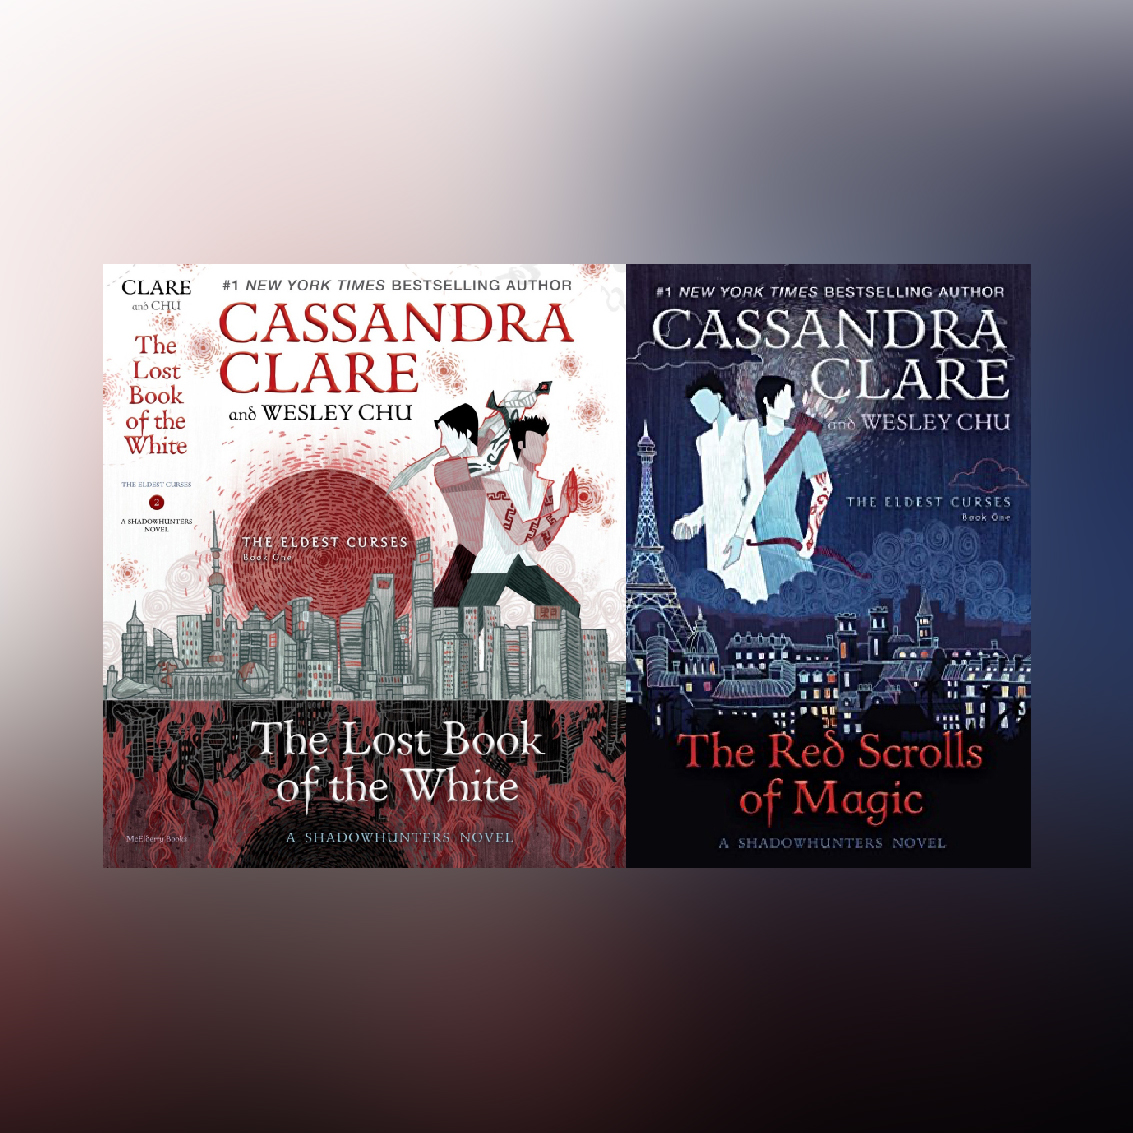 CLARE
and CHU
The
Lost
Book
of the
White
THE ELDEST CURSES
2
A SHADOWHUNTERS
NOVEL
McElderry Books
#1 NEW YORK TIMES BESTSELLING AUTHOR
CASSANDRA
CLARE
and WESLEY CHU
THE ELDEST CURSES
Book One
The Lost Book
of the White
A SHADOWHUNTERS NOVEL
#1 NEW YORK TIMES BESTSELLING AUTHOR
CASSANDRA
CLARE
and WESLEY CHU
THE ELDEST CURSES
Book One
The Red Scrolls
of Magic
A SHADOWHUNTERS NOVEL